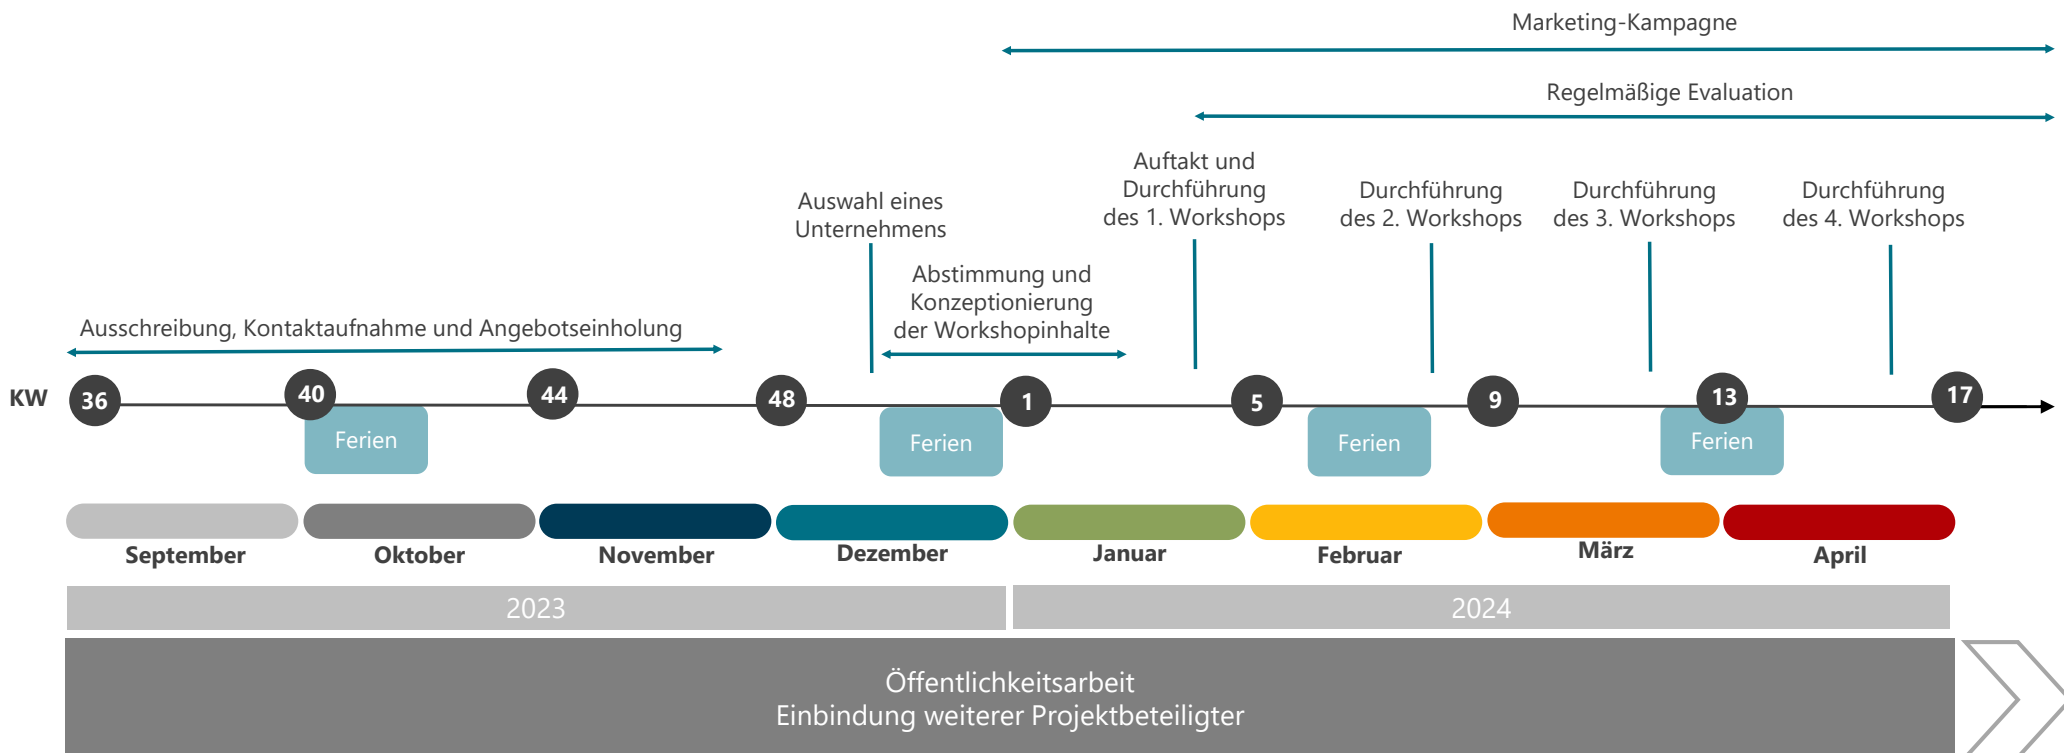 Marketing-Kampagne
Regelmäßige Evaluation
Auftakt und
Durchführung
des 1. Workshops
Durchführung
des 2. Workshops
Durchführung
des 3. Workshops
Durchführung
des 4. Workshops
Auswahl eines
Unternehmens
Abstimmung und
Konzeptionierung
der Workshopinhalte
Ausschreibung, Kontaktaufnahme und Angebotseinholung
KW 36 40 44 48 1 5 9 13 17
Ferien Ferien Ferien Ferien
September Oktober November Dezember Januar Februar März April
2023 2024
Öffentlichkeitsarbeit
Einbindung weiterer Projektbeteiligter